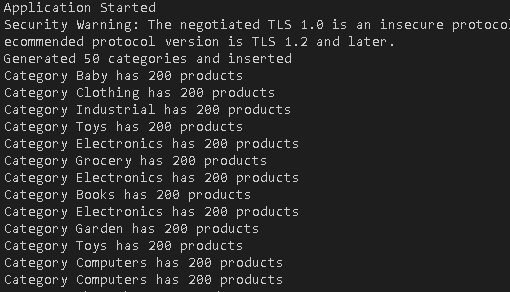 Application Started
Security Warning: The negotiated TLS 1.0 is an insecure protocol
ecommended protocol version is TLS 1.2 and later.
Generated 50 categories and inserted
Category Baby has 200 products
Category Clothing has 200 products
Category Industrial has 200 products
Category Toys has 200 products
Category Electronics has 200 products
Category Grocery has 200 products
Category Electronics has 200 products
Category Books has 200 products
Category Electronics has 200 products
Category Garden has 200 products
Category Toys has 200 products
Category Computers has 200 products
Category Computers has 200 products